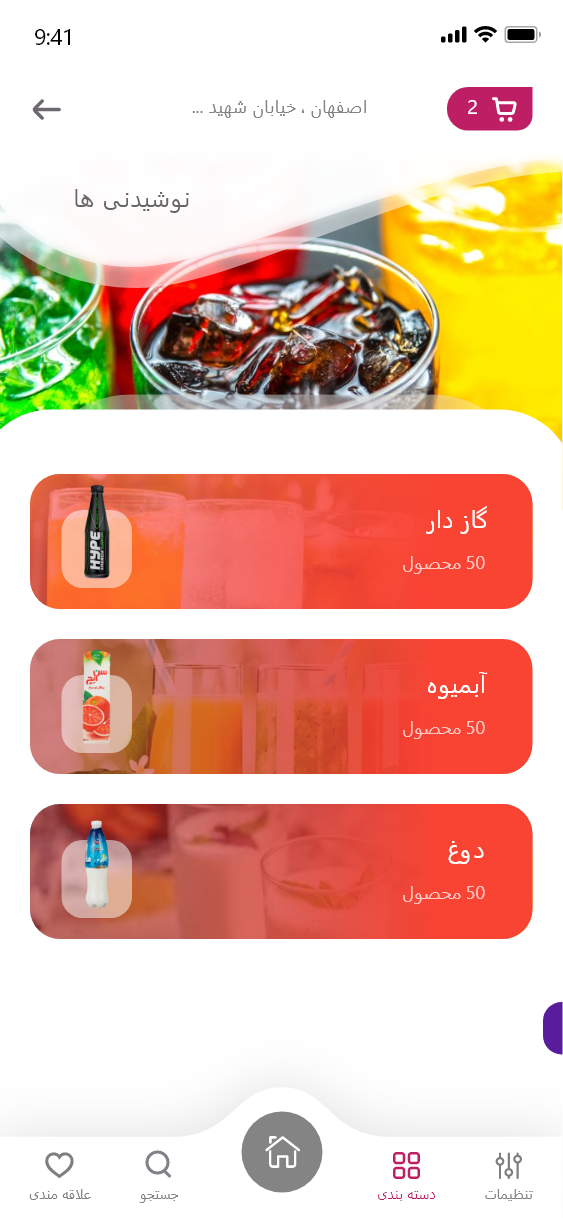 9:41
اصفهان ، خیابان شهید ...
2
نوشیدنی ها
گاز دار
50 محصول
HYPE
آبمیوه
50 محصول
سن ایچ
دوغ
50 محصول
تنظیمات
دسته بندی
جستجو
علاقه مندی